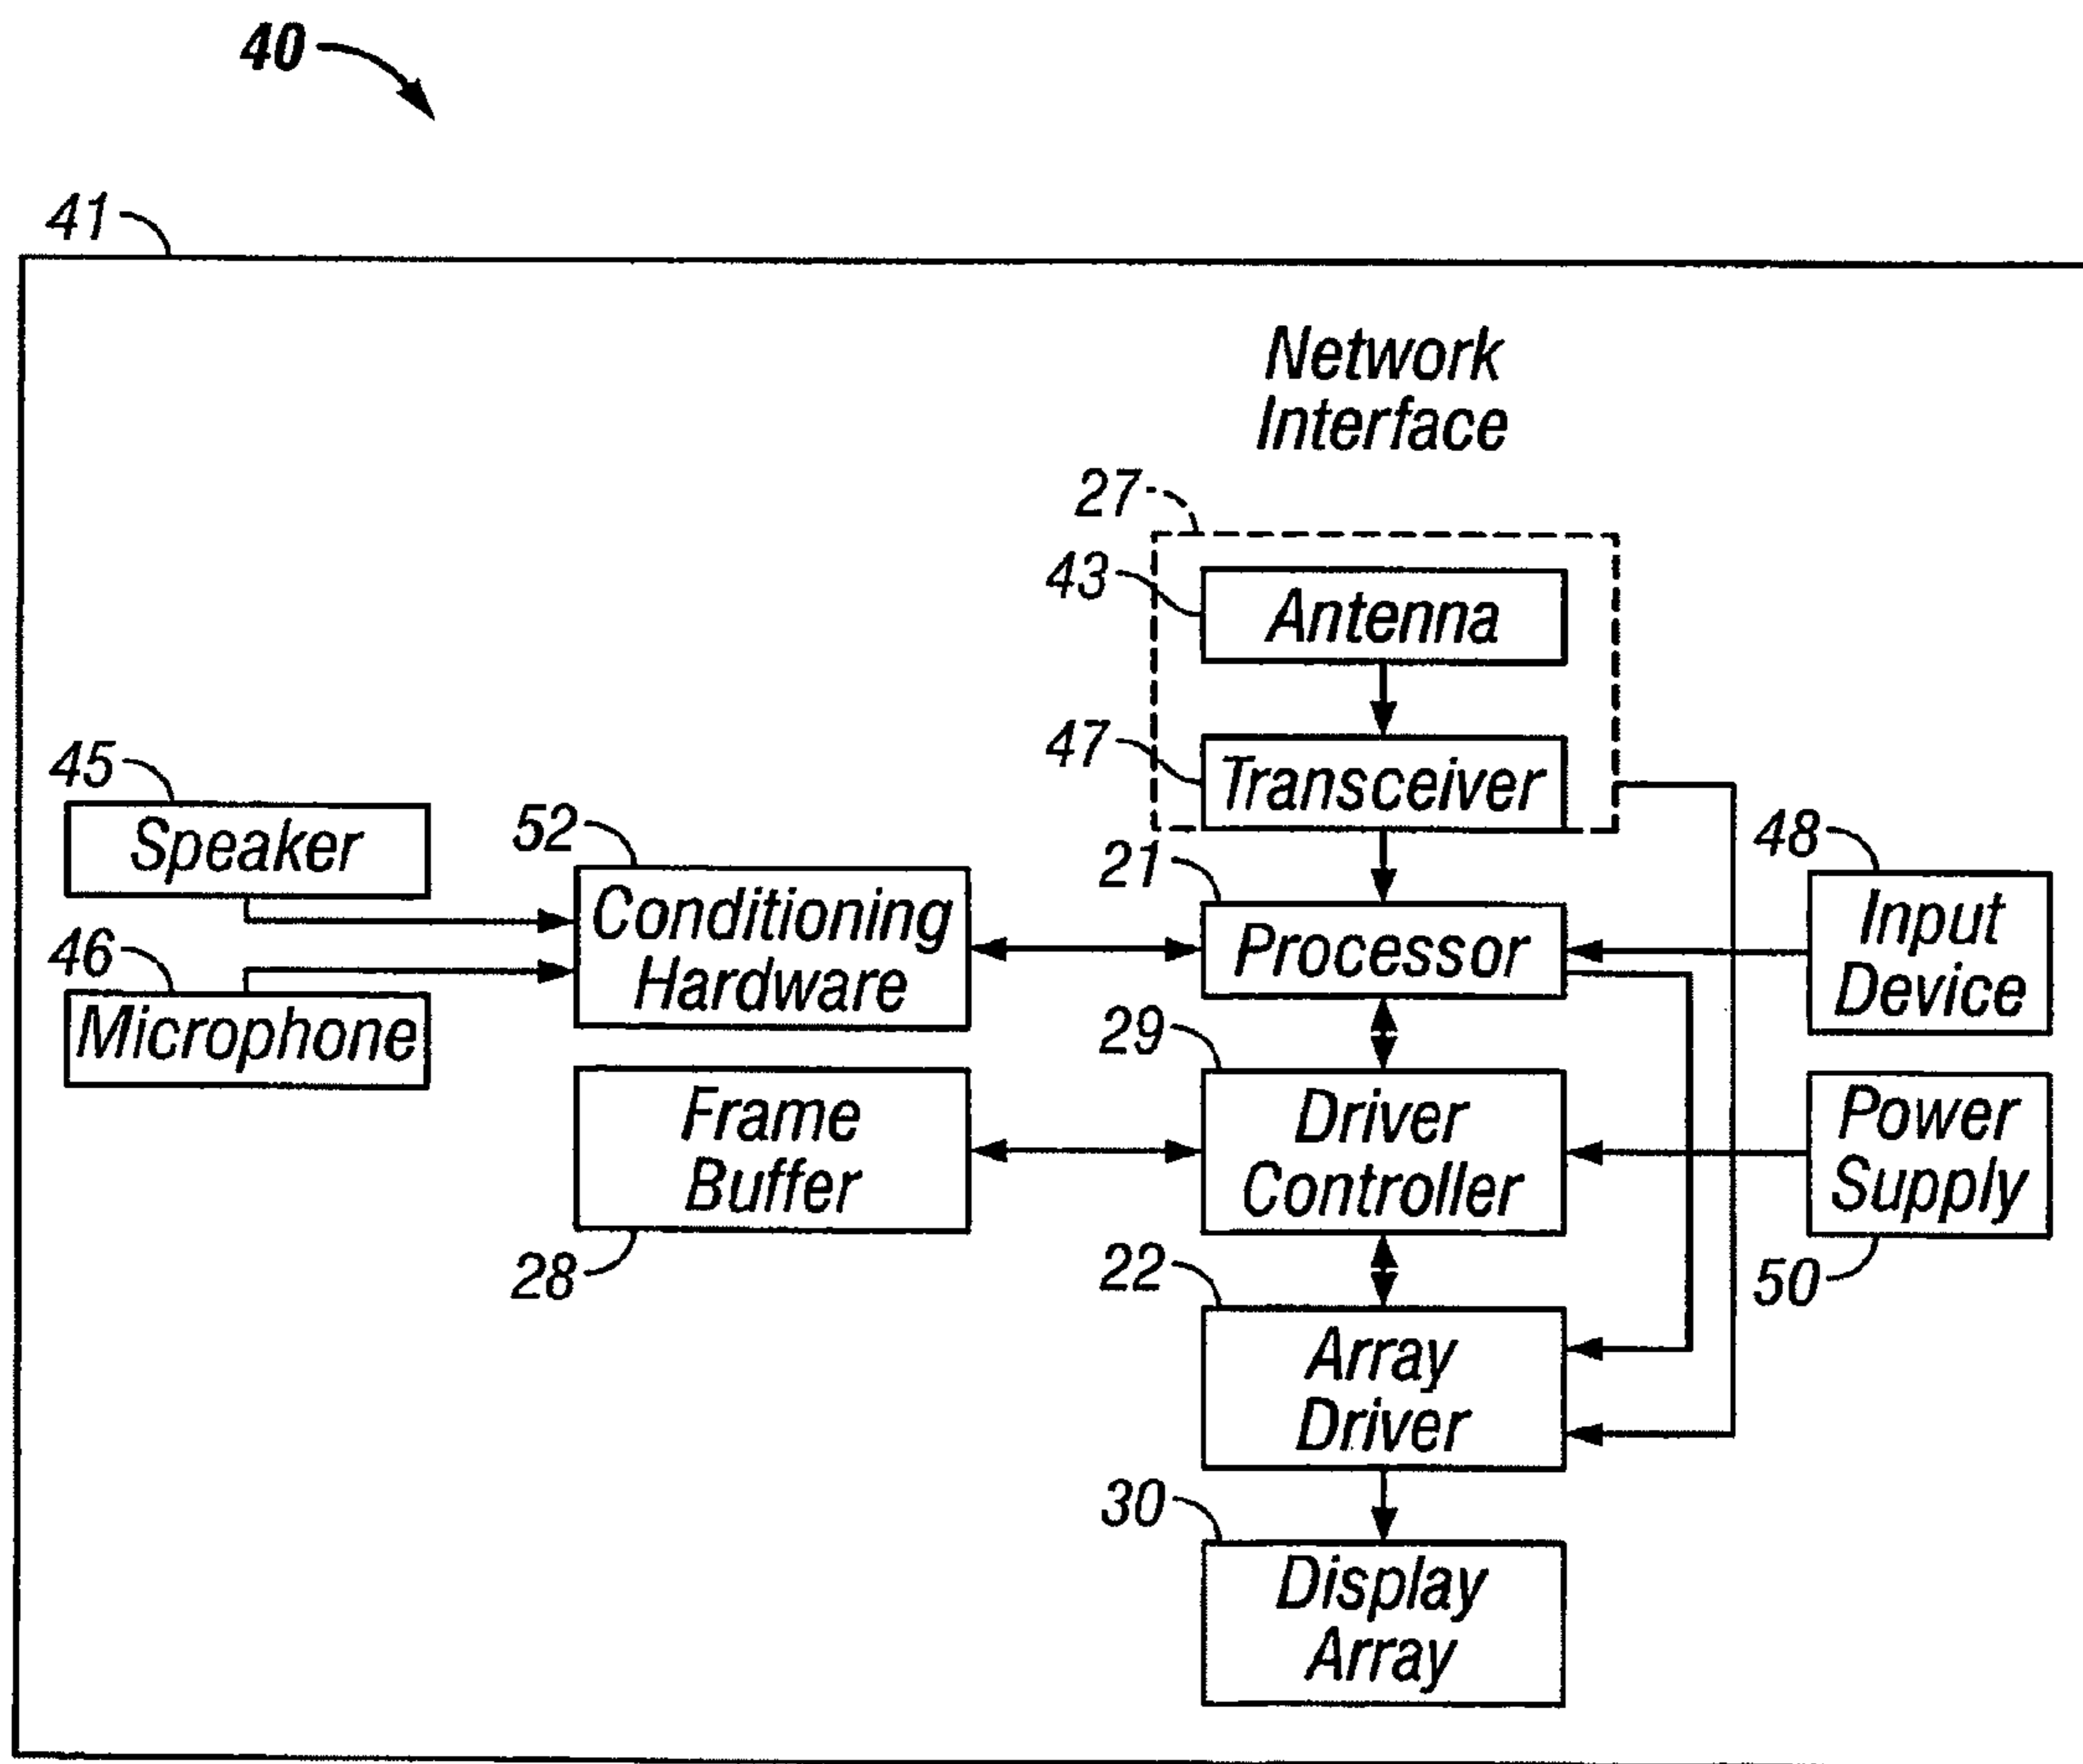 40
41
Network
Interface
27
43
Antenna
47
Transceiver
45
Speaker
52
Conditioning
Hardware
21
Processor
48
Input
Device
46
Microphone
29
Driver
Controller
Frame
Buffer
28
Power
Supply
50
22
Array
Driver
30
Display
Array